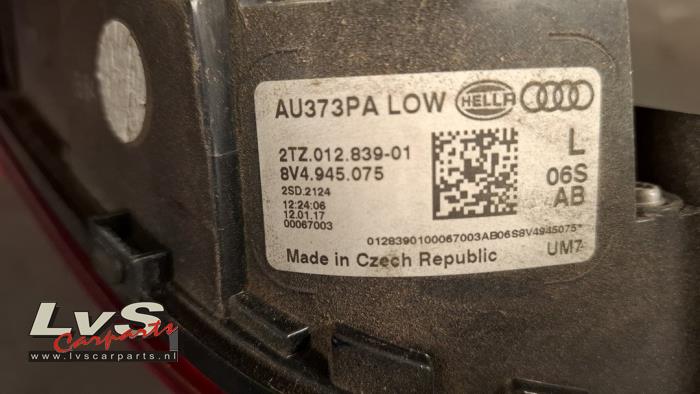 AU373PA LOW HELLA
2TZ.012.839-01
8V4.945.075
2SD.2124
12:24:06
12.01.17
00067003
L
06S
AB
0128390100067003AB06S8V4945075*
Made in Czech Republic
UM7
LvS
Carparts
www.lvscarparts.nl